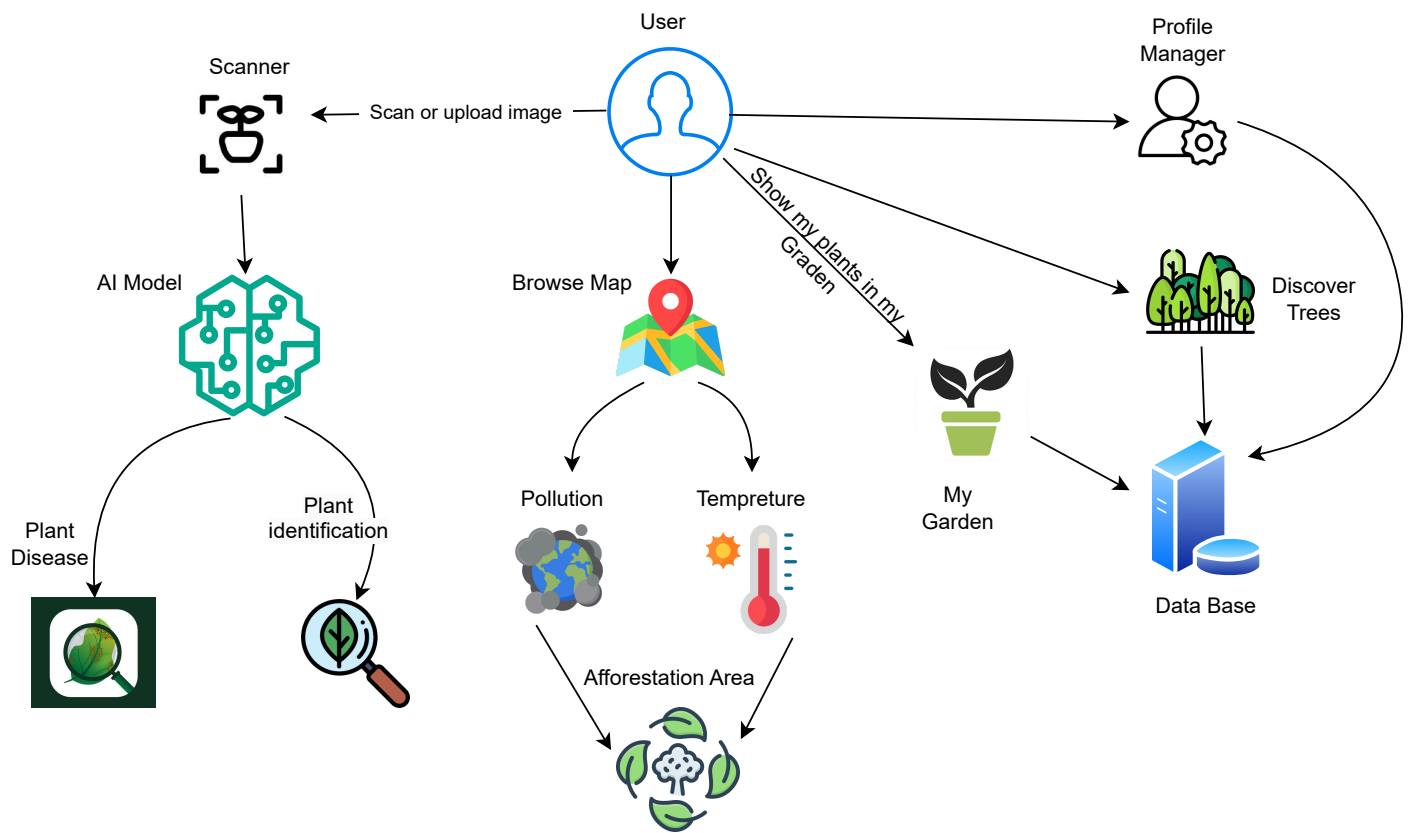 User
Profile
Manager
Scanner
Scan or upload image
Show my plants in my
Graden
AI Model
Browse Map
Discover
Trees
Plant
identification
Plant
Disease
Pollution
Tempreture
My
Garden
Data Base
Afforestation Area